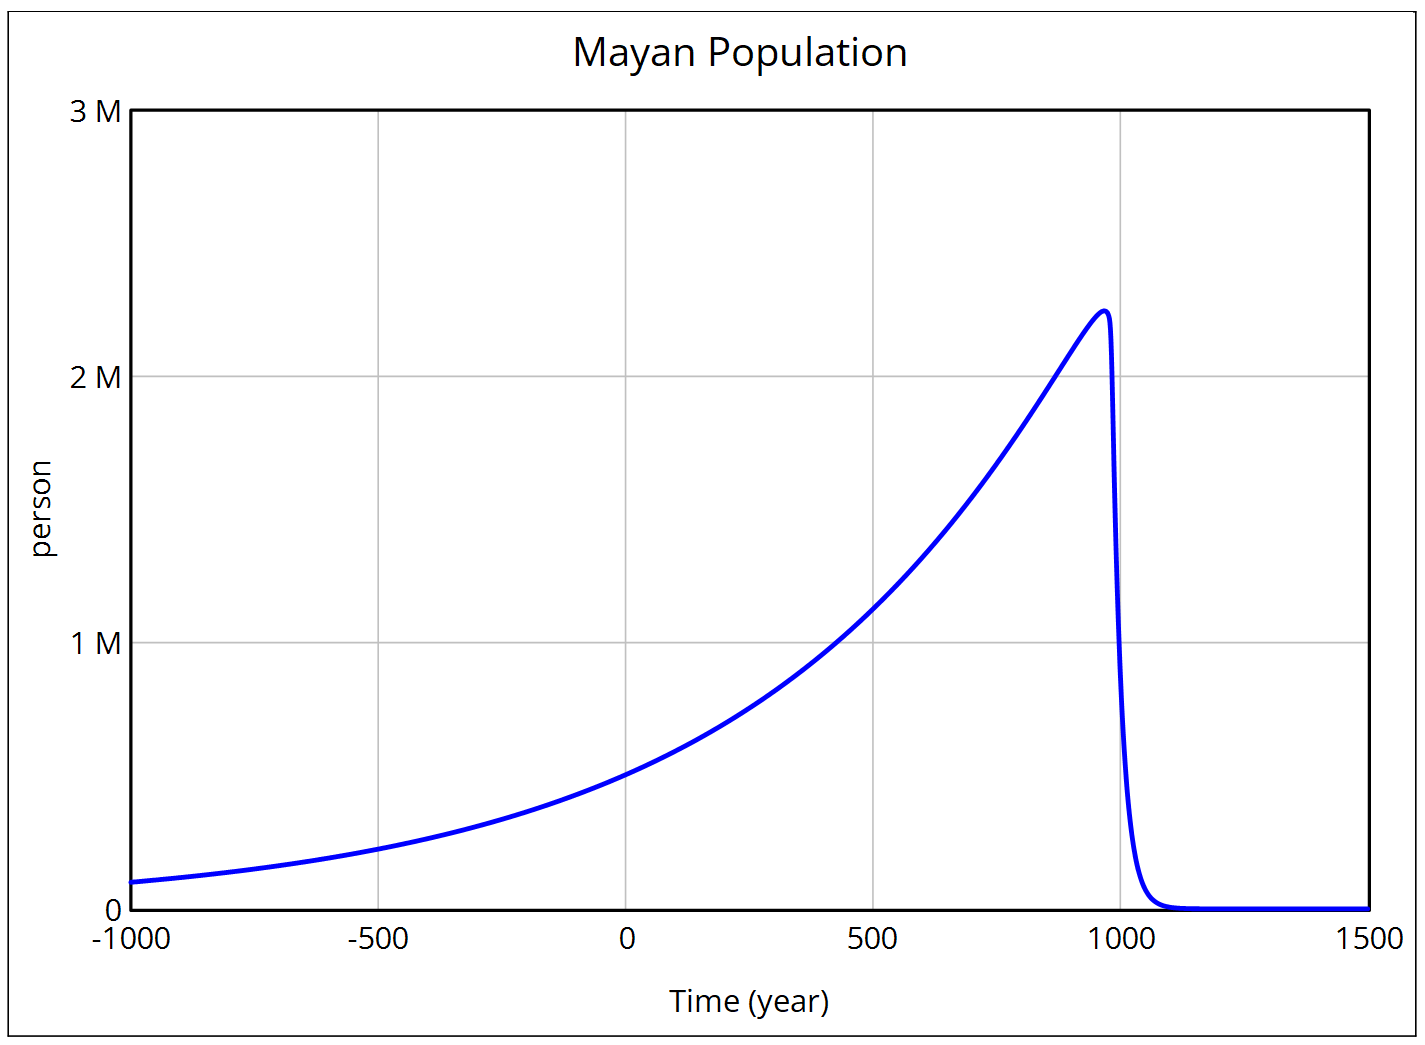 Mayan Population
3 M
2 M
1 M
0
person
-1000
-500
0
500
1000
1500
Time (year)